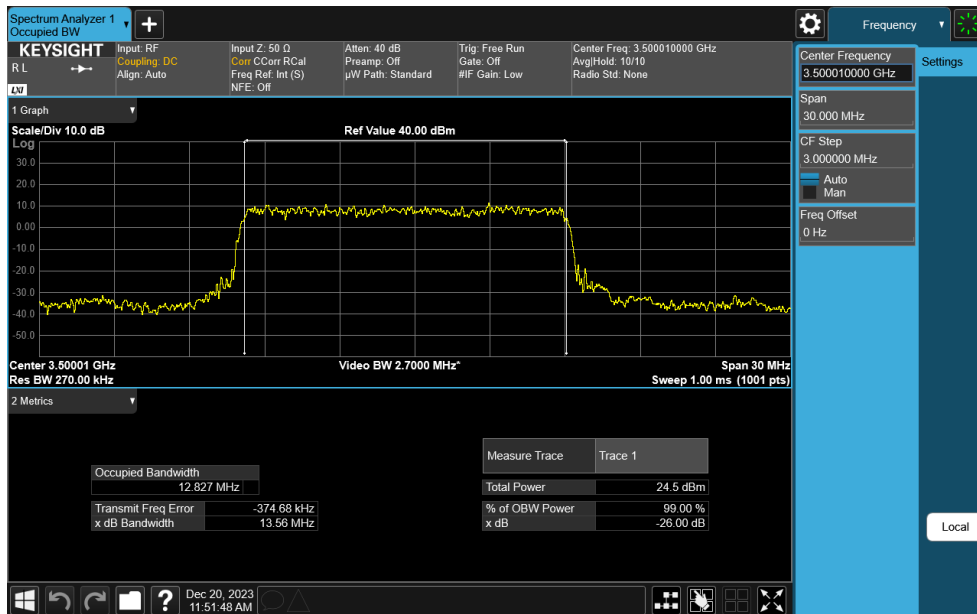 Spectrum Analyzer 1
Occupied BW
Frequency
KEYSIGHT
R L
LXI
Input: RF
Coupling: DC
Align: Auto
Input Z: 50 Ω
Corr CCorr RCal
Freq Ref: Int (S)
NFE: Off
Atten: 40 dB
Preamp: Off
µW Path: Standard
Trig: Free Run
Gate: Off
#IF Gain: Low
Center Freq: 3.500010000 GHz
Avg|Hold: 10/10
Radio Std: None
Center Frequency
3.500010000 GHz
Settings
Span
30.000 MHz
CF Step
3.000000 MHz
Auto
Man
Freq Offset
0 Hz
Local
1 Graph
Scale/Div 10.0 dB
Ref Value 40.00 dBm
Log
30.0
20.0
10.0
0.00
-10.0
-20.0
-30.0
-40.0
-50.0
Center 3.50001 GHz
Video BW 2.7000 MHz*
Span 30 MHz
Res BW 270.00 kHz
Sweep 1.00 ms (1001 pts)
2 Metrics
Measure Trace Trace 1
Occupied Bandwidth
12.827 MHz
Total Power 24.5 dBm
Transmit Freq Error -374.68 kHz
% of OBW Power 99.00 %
x dB Bandwidth 13.56 MHz
x dB -26.00 dB
?
Dec 20, 2023
11:51:48 AM